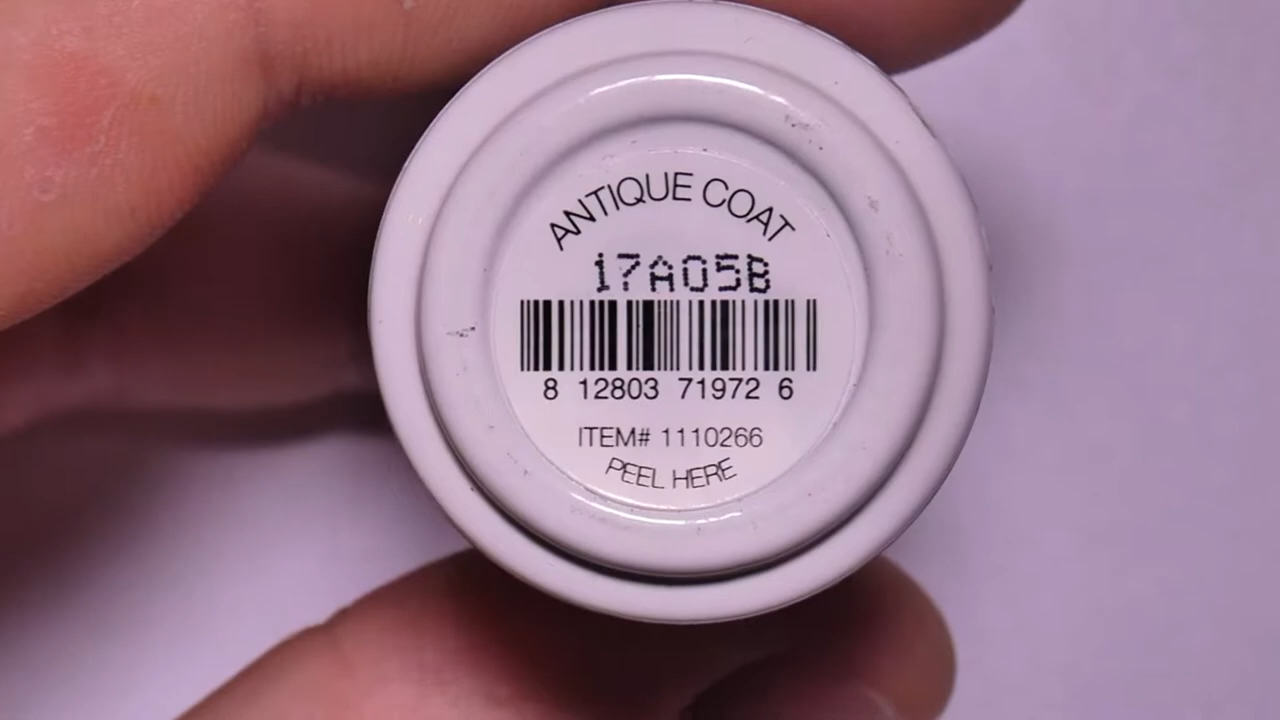 ANTIQUE COAT
17A05B
8 12803 71972 6
ITEM# 1110266
PEEL HERE